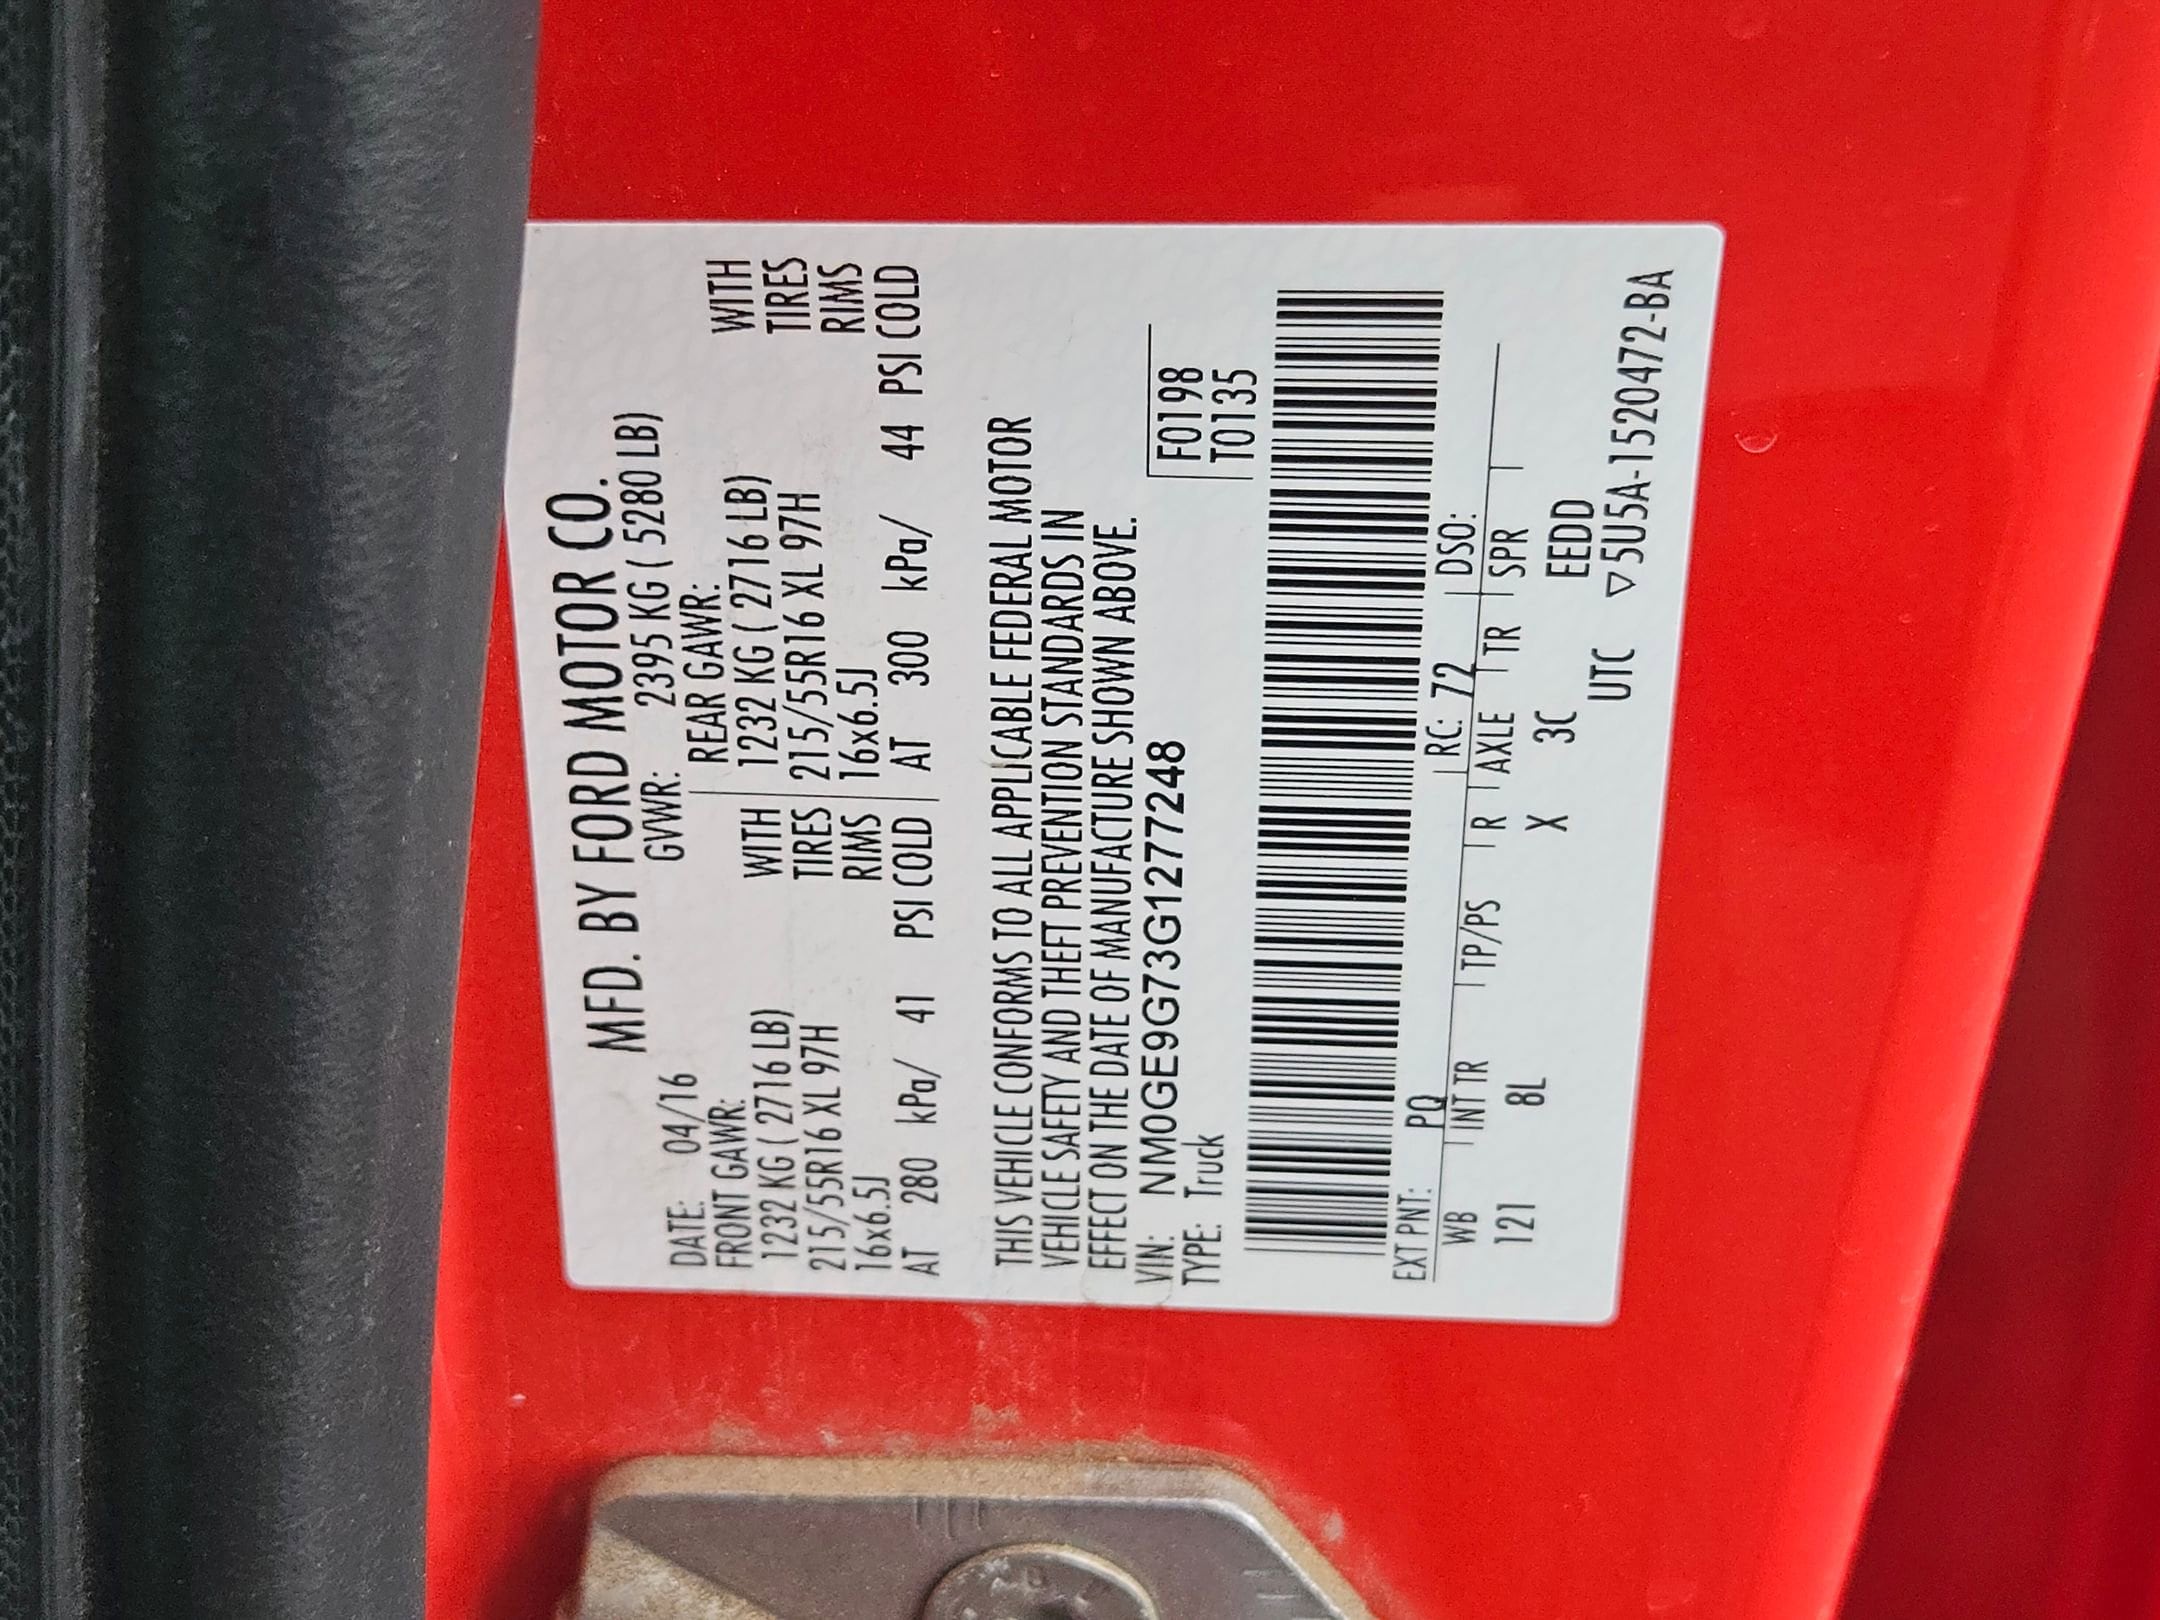 MFD. BY FORD MOTOR CO.
DATE: 04/16 GVWR: 2395 KG ( 5280 LB)
FRONT GAWR: REAR GAWR:
1232 KG ( 2716 LB) WITH 1232 KG ( 2716 LB) WITH
215/55R16 XL 97H TIRES 215/55R16 XL 97H TIRES
16x6.5J RIMS 16x6.5J RIMS
AT 280 kPa/ 41 PSI COLD AT 300 kPa/ 44 PSI COLD
THIS VEHICLE CONFORMS TO ALL APPLICABLE FEDERAL MOTOR
VEHICLE SAFETY AND THEFT PREVENTION STANDARDS IN
EFFECT ON THE DATE OF MANUFACTURE SHOWN ABOVE.
VIN: NM0GE9G73G1277248 F0198
TYPE: Truck T0135
EXT PNT: PQ RC: 72 DSO:
WB INT TR TP/PS R AXLE TR SPR
121 8L X 3C EEDD
UTC ▽5U5A-1520472-BA